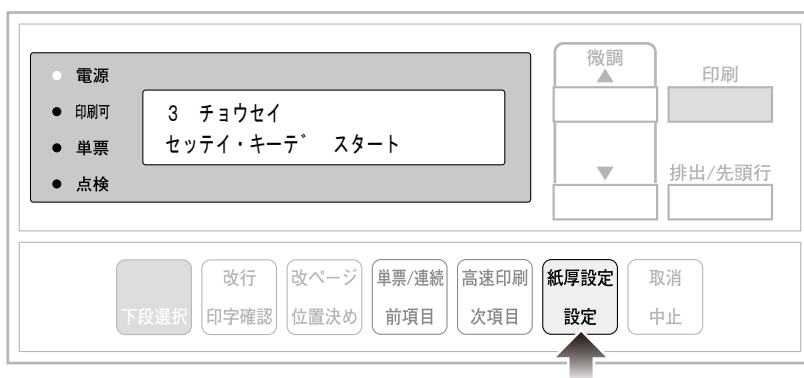 電源
印刷可
単票
点検
3 チョウセイ
セッテイ・キーデ゛ スタート
微調
印刷
排出/先頭行
下段選択
改行
印字確認
改ページ
位置決め
単票/連続
前項目
高速印刷
次項目
紙厚設定
設定
取消
中止